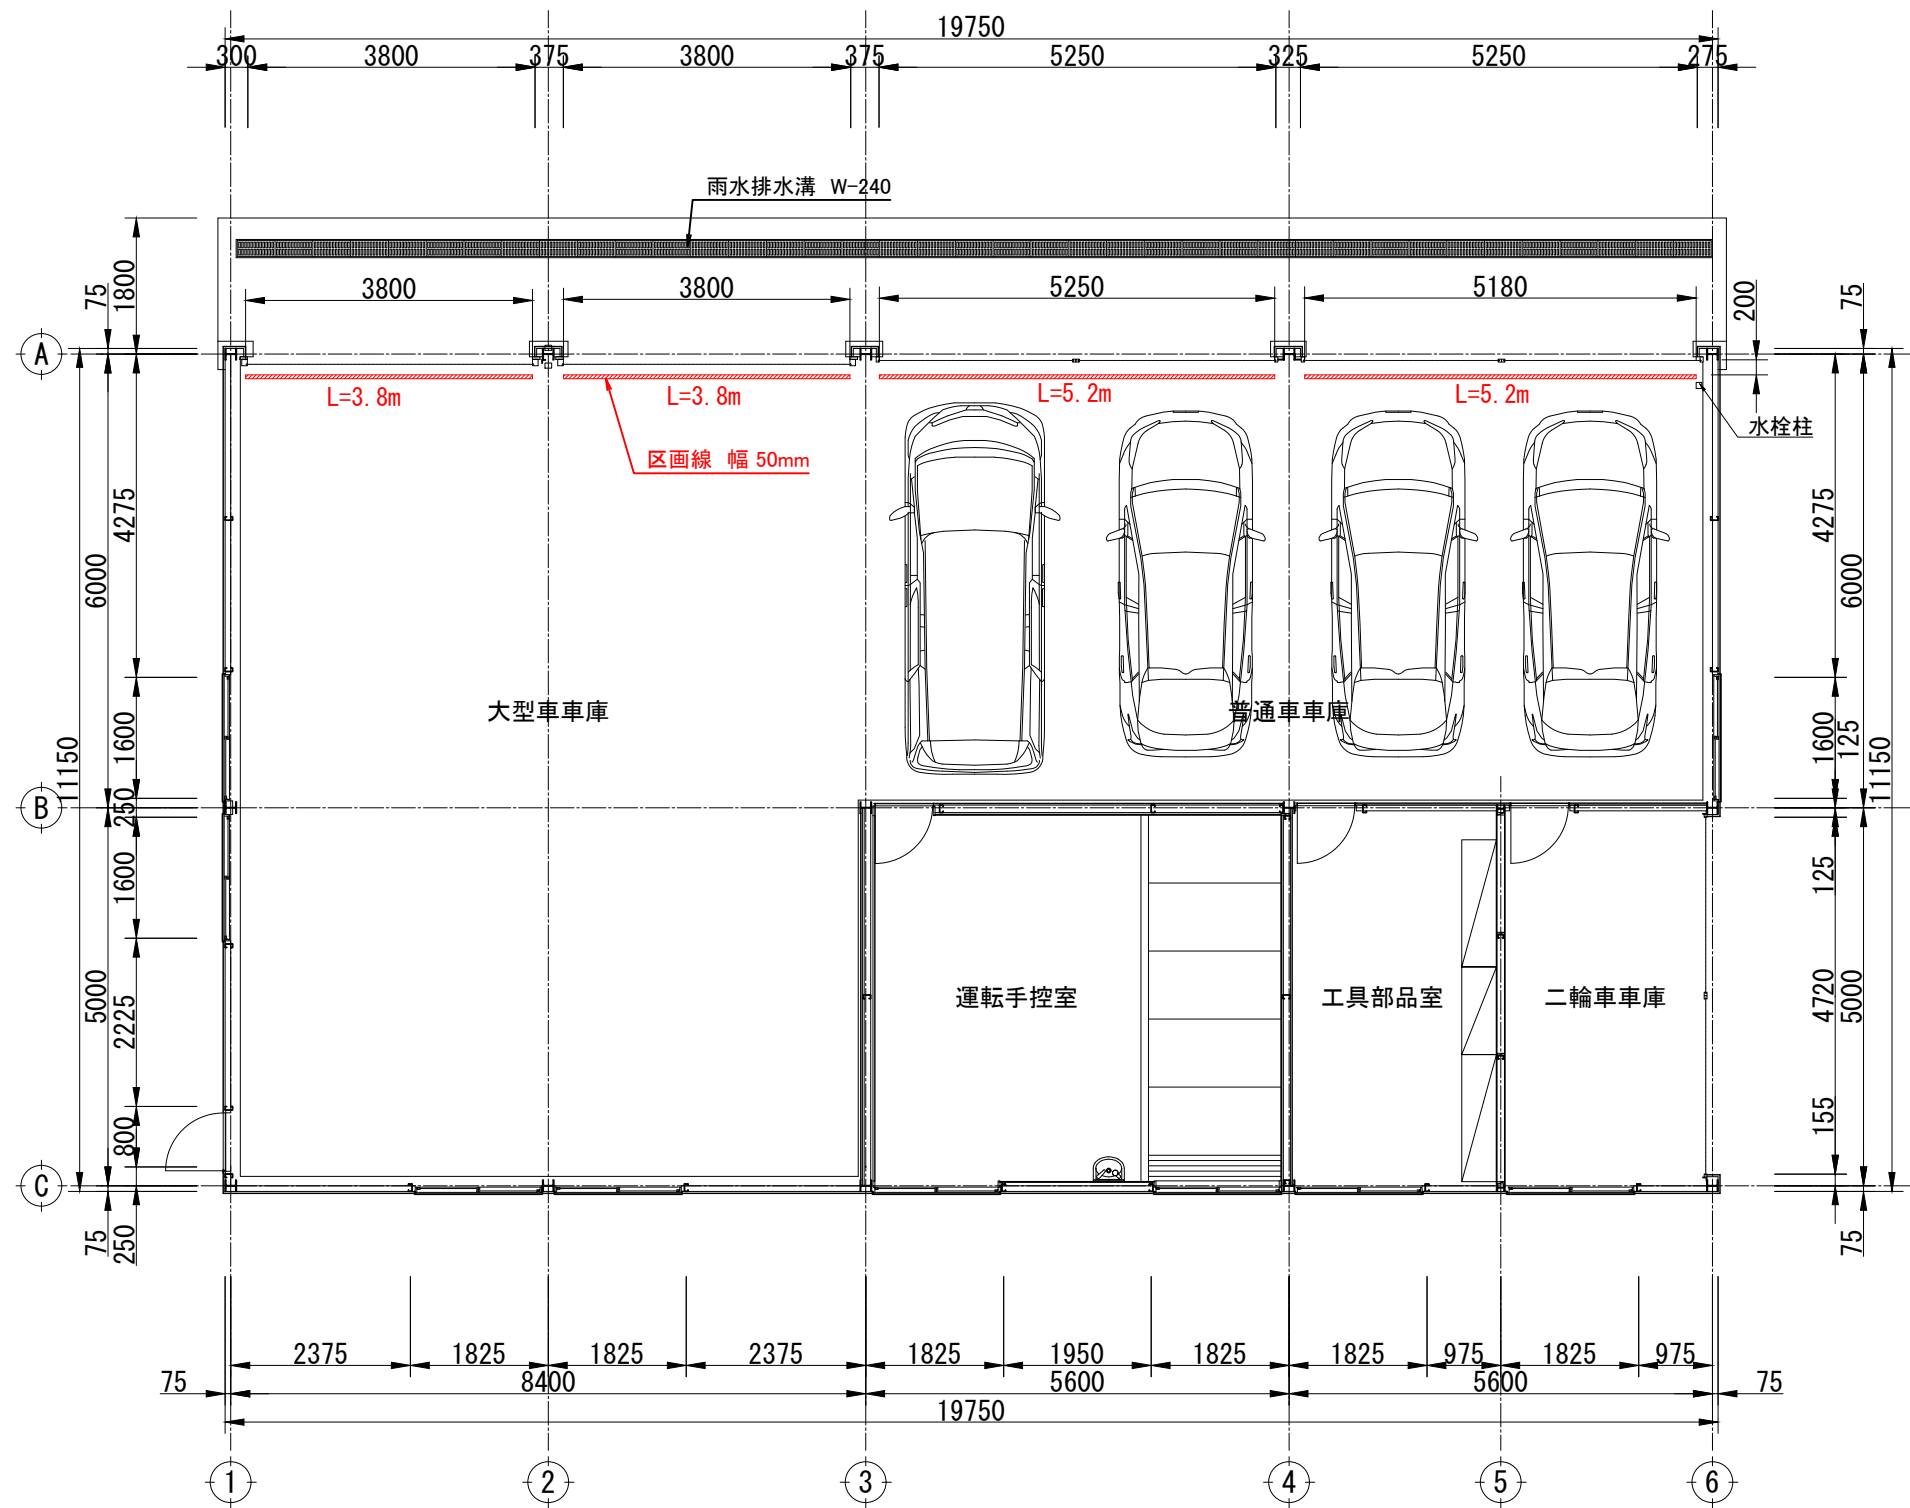 19750
300 3800 375 3800 375 5250 325 5250 275
雨水排水溝 W-240
3800 3800 5250 5180
75 1800 200 75
A
L=3.8m L=3.8m L=5.2m L=5.2m
水栓柱
区画線 幅 50mm
4275 4275
6000 6000
大型車車庫 普通車車庫
1600 1600
125
11150 11150
B
250
1600 125
運転手控室 工具部品室 二輪車車庫
5000 2225 4720 5000
800 155
C
75 250 75
2375 1825 1825 2375 1825 1950 1825 1825 975 1825 975
75 8400 5600 5600 75
19750
1 2 3 4 5 6